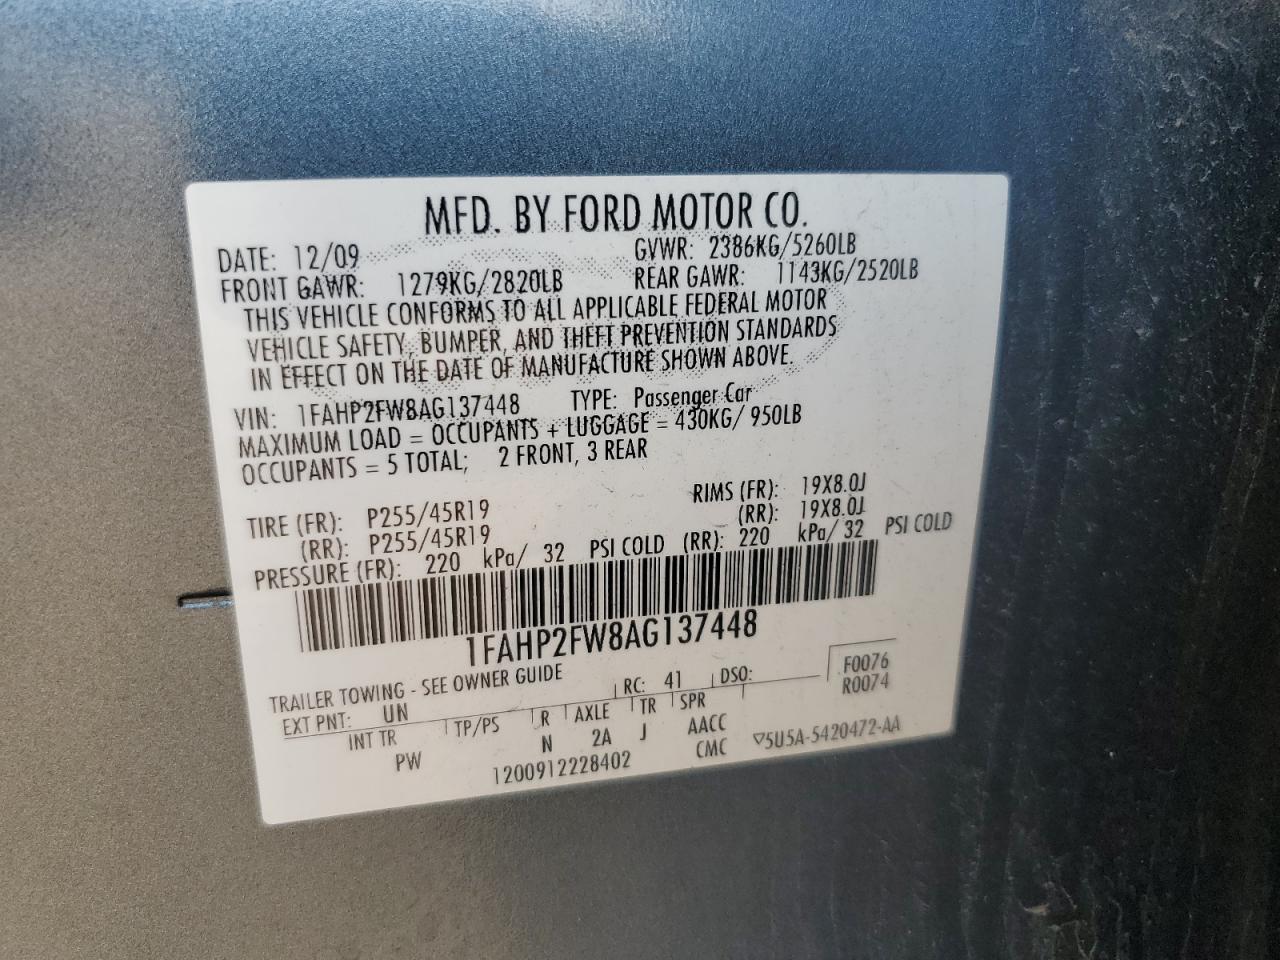 MFD. BY FORD MOTOR CO.
DATE: 12/09 GVWR: 2386KG/5260LB
FRONT GAWR: 1279KG/2820LB REAR GAWR: 1143KG/2520LB
THIS VEHICLE CONFORMS TO ALL APPLICABLE FEDERAL MOTOR
VEHICLE SAFETY, BUMPER, AND THEFT PREVENTION STANDARDS
IN EFFECT ON THE DATE OF MANUFACTURE SHOWN ABOVE.
VIN: 1FAHP2FW8AG137448 TYPE: Passenger Car
MAXIMUM LOAD = OCCUPANTS + LUGGAGE = 430KG/ 950LB
OCCUPANTS = 5 TOTAL; 2 FRONT, 3 REAR
TIRE (FR): P255/45R19 RIMS (FR): 19X8.0J
(RR): P255/45R19 (RR): 19X8.0J
PRESSURE (FR): 220 kPa/ 32 PSI COLD (RR): 220 kPa/ 32 PSI COLD
1FAHP2FW8AG137448
TRAILER TOWING - SEE OWNER GUIDE
EXT PNT: UN RC: 41 DSO: F0076
R0074
INT TR TP/PS R AXLE TR SPR
PW N 2A J AACC
1200912228402 CMC ▽5U5A-5420472-AA